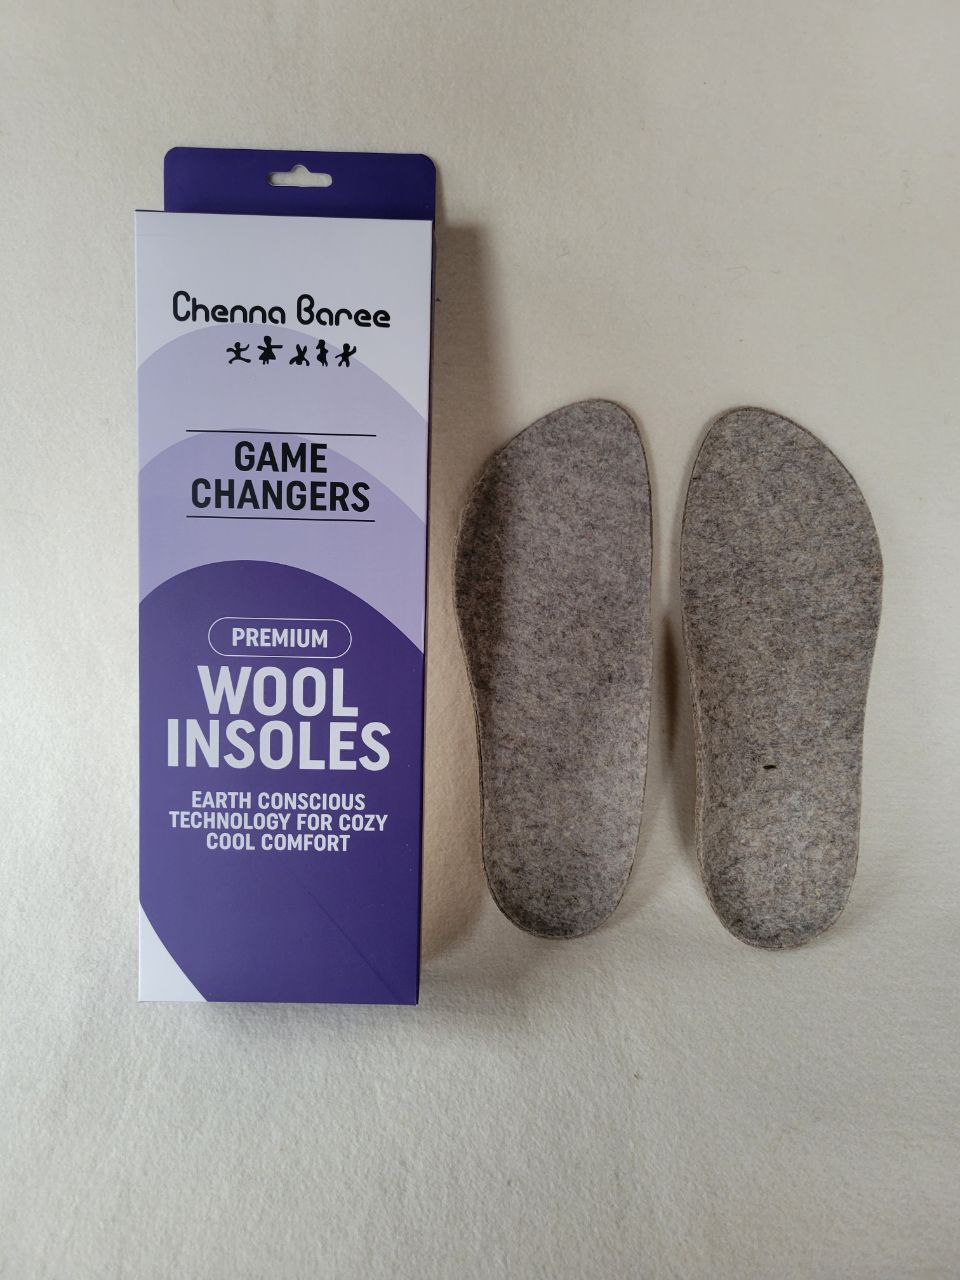 Chenna Baree
GAME
CHANGERS
PREMIUM
WOOL
INSOLES
EARTH CONSCIOUS
TECHNOLOGY FOR COZY
COOL COMFORT